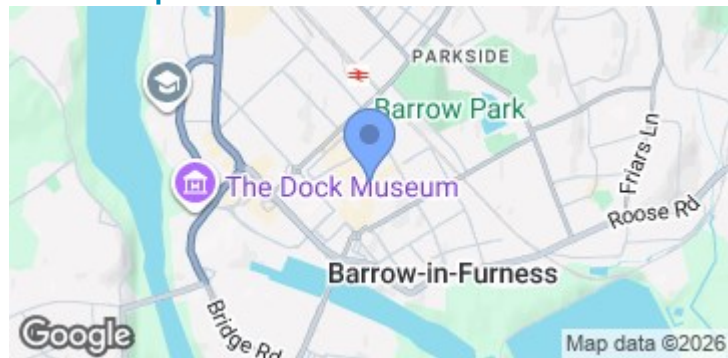 PARKSIDE
Barrow Park
Friars Ln
The Dock Museum
Roose Rd
Barrow-in-Furness
Bridge Rd
Google
Map data ©2026